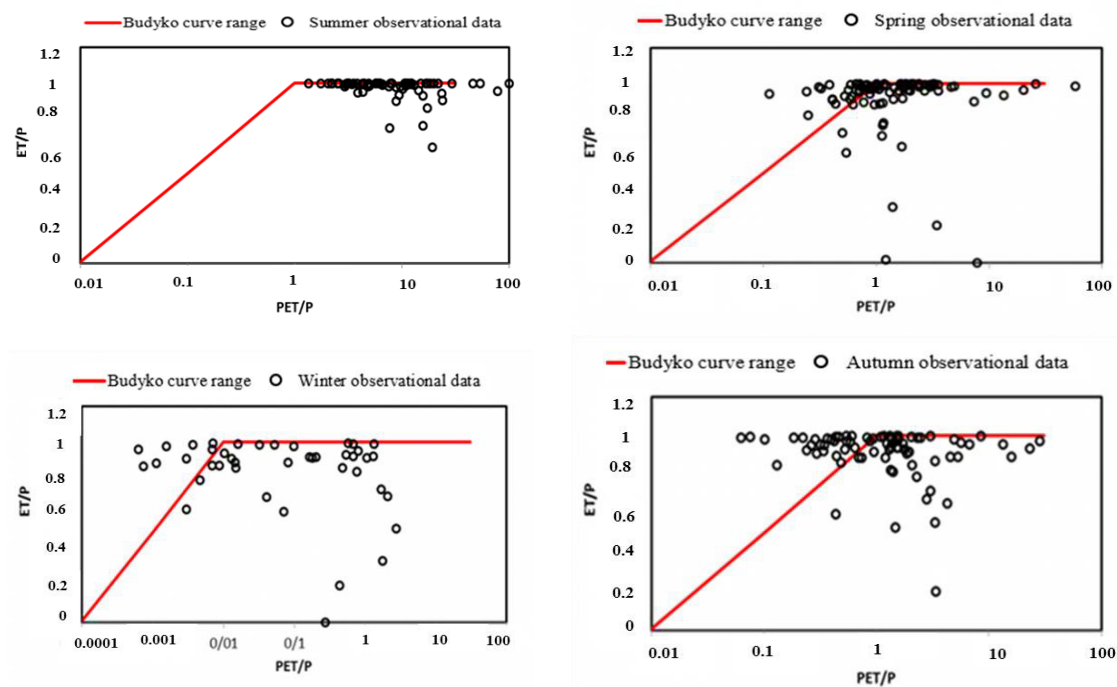 Budyko curve range Summer observational data
1.2
1
0.8
0.6
0.4
0.2
0
ET/P
0.01 0.1 1 10 100
PET/P
Budyko curve range Spring observational data
1.2
1
0.8
0.6
0.4
0.2
0
ET/P
0.01 0.1 1 10 100
PET/P
Budyko curve range Winter observational data
1.2
1
0.8
0.6
0.4
0.2
0
ET/P
0.0001 0.001 0/01 0/1 1 10 100
PET/P
Budyko curve range Autumn observational data
1.2
1
0.8
0.6
0.4
0.2
0
ET/P
0.01 0.1 1 10 100
PET/P